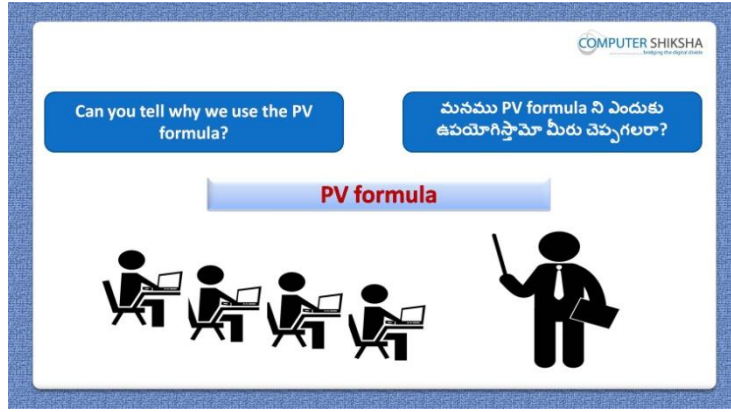 COMPUTER SHIKSHA
bridging the digital divide
Can you tell why we use the PV
formula?
మనము PV formula ని ఎందుకు
ఉపయోగిస్తామో మీరు చెప్పగలరా?
PV formula